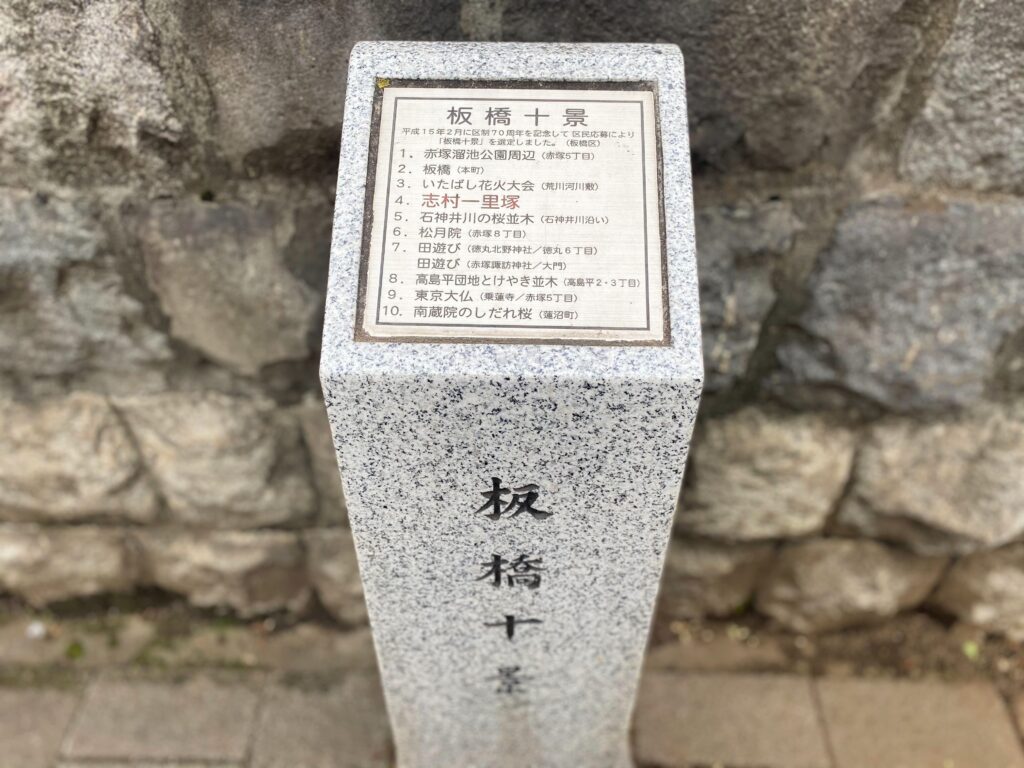 板橋十景
平成15年2月に区制70周年を記念して区民応募により
「板橋十景」を選定しました。（板橋区）
1．赤塚溜池公園周辺（赤塚5丁目）
2．板橋（本町）
3．いたばし花火大会（荒川河川敷）
4．志村一里塚
5．石神井川の桜並木（石神井川沿い）
6．松月院（赤塚8丁目）
7．田遊び（徳丸北野神社／徳丸6丁目）
田遊び（赤塚諏訪神社／大門）
8．高島平団地とけやき並木（高島平2・3丁目）
9．東京大仏（乗蓮寺／赤塚5丁目）
10．南蔵院のしだれ桜（蓮沼町）
板橋十景